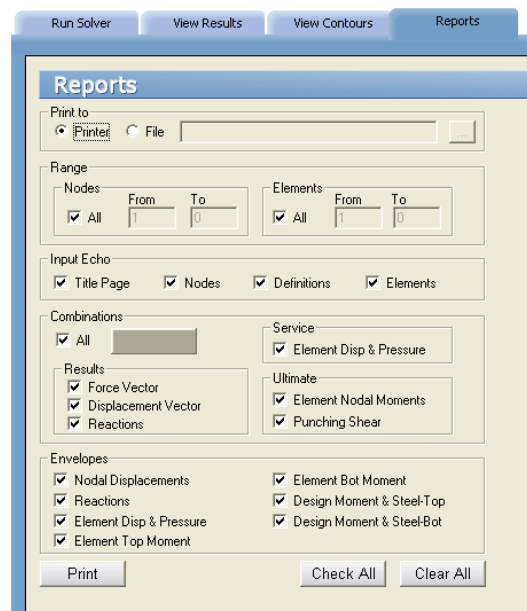 Run Solver View Results View Contours Reports
Reports
Print to
Printer File ...
Range
Nodes Elements
From To From To
All 1 0 All 1 0
Input Echo
Title Page Nodes Definitions Elements
Combinations
All
Service
Element Disp & Pressure
Results
Force Vector
Displacement Vector
Reactions
Ultimate
Element Nodal Moments
Punching Shear
Envelopes
Nodal Displacements
Reactions
Element Disp & Pressure
Element Top Moment
Element Bot Moment
Design Moment & Steel-Top
Design Moment & Steel-Bot
Print Check All Clear All